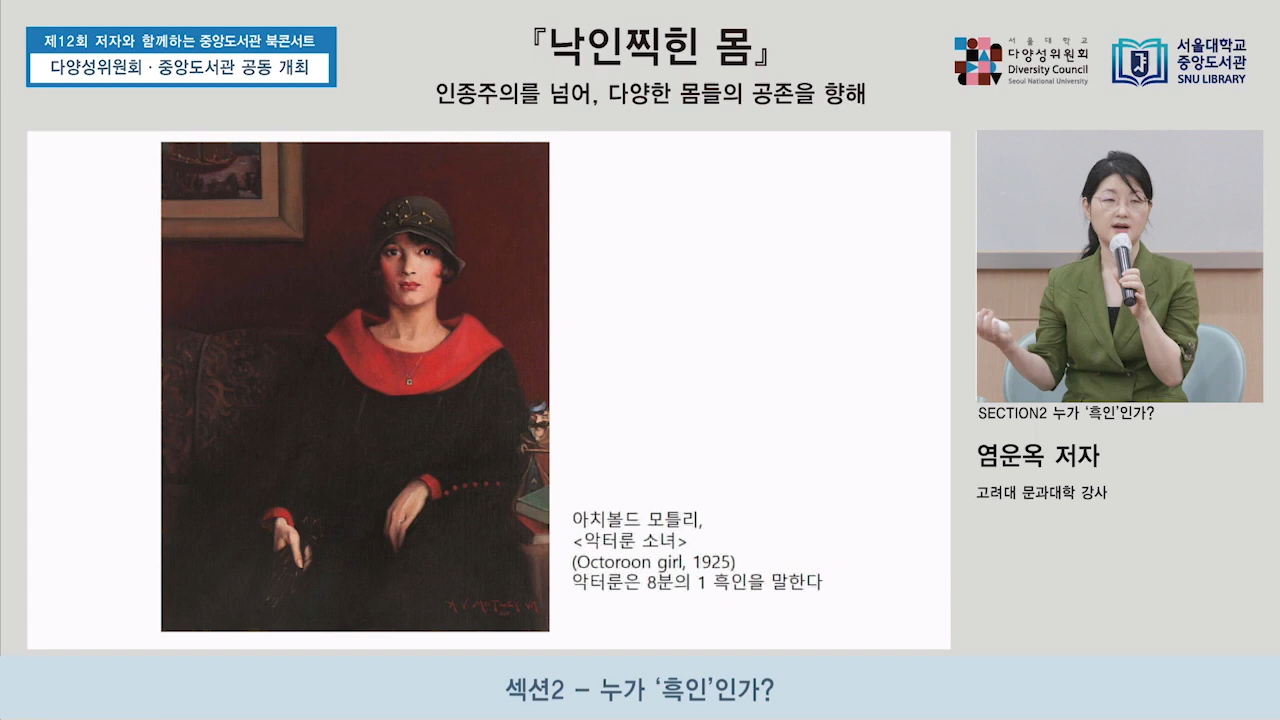 제12회 저자와 함께하는 중앙도서관 북콘서트
다양성위원회 · 중앙도서관 공동 개최
『낙인찍힌 몸』
인종주의를 넘어, 다양한 몸들의 공존을 향해
서울대학교
다양성위원회
Diversity Council
Seoul National University
서울대학교
중앙도서관
SNU LIBRARY
아치볼드 모틀리,
<악터룬 소녀>
(Octoroon girl, 1925)
악터룬은 8분의 1 흑인을 말한다
SECTION2 누가 ‘흑인’인가?
염운옥 저자
고려대 문과대학 강사
섹션2 – 누가 ‘흑인’인가?